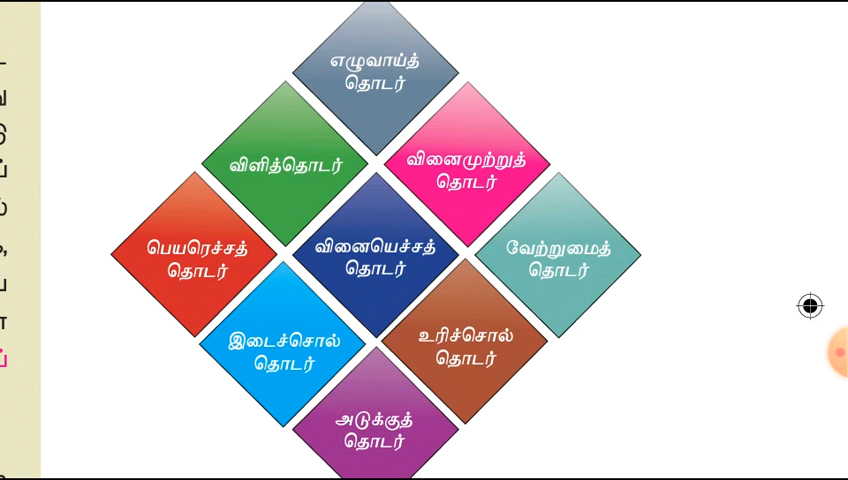 எழுவாய்த்
தொடர்
விளித்தொடர்
வினைமுற்றுத்
தொடர்
பெயரெச்சத்
தொடர்
வினையெச்சத்
தொடர்
வேற்றுமைத்
தொடர்
இடைச்சொல்
தொடர்
உரிச்சொல்
தொடர்
அடுக்குத்
தொடர்